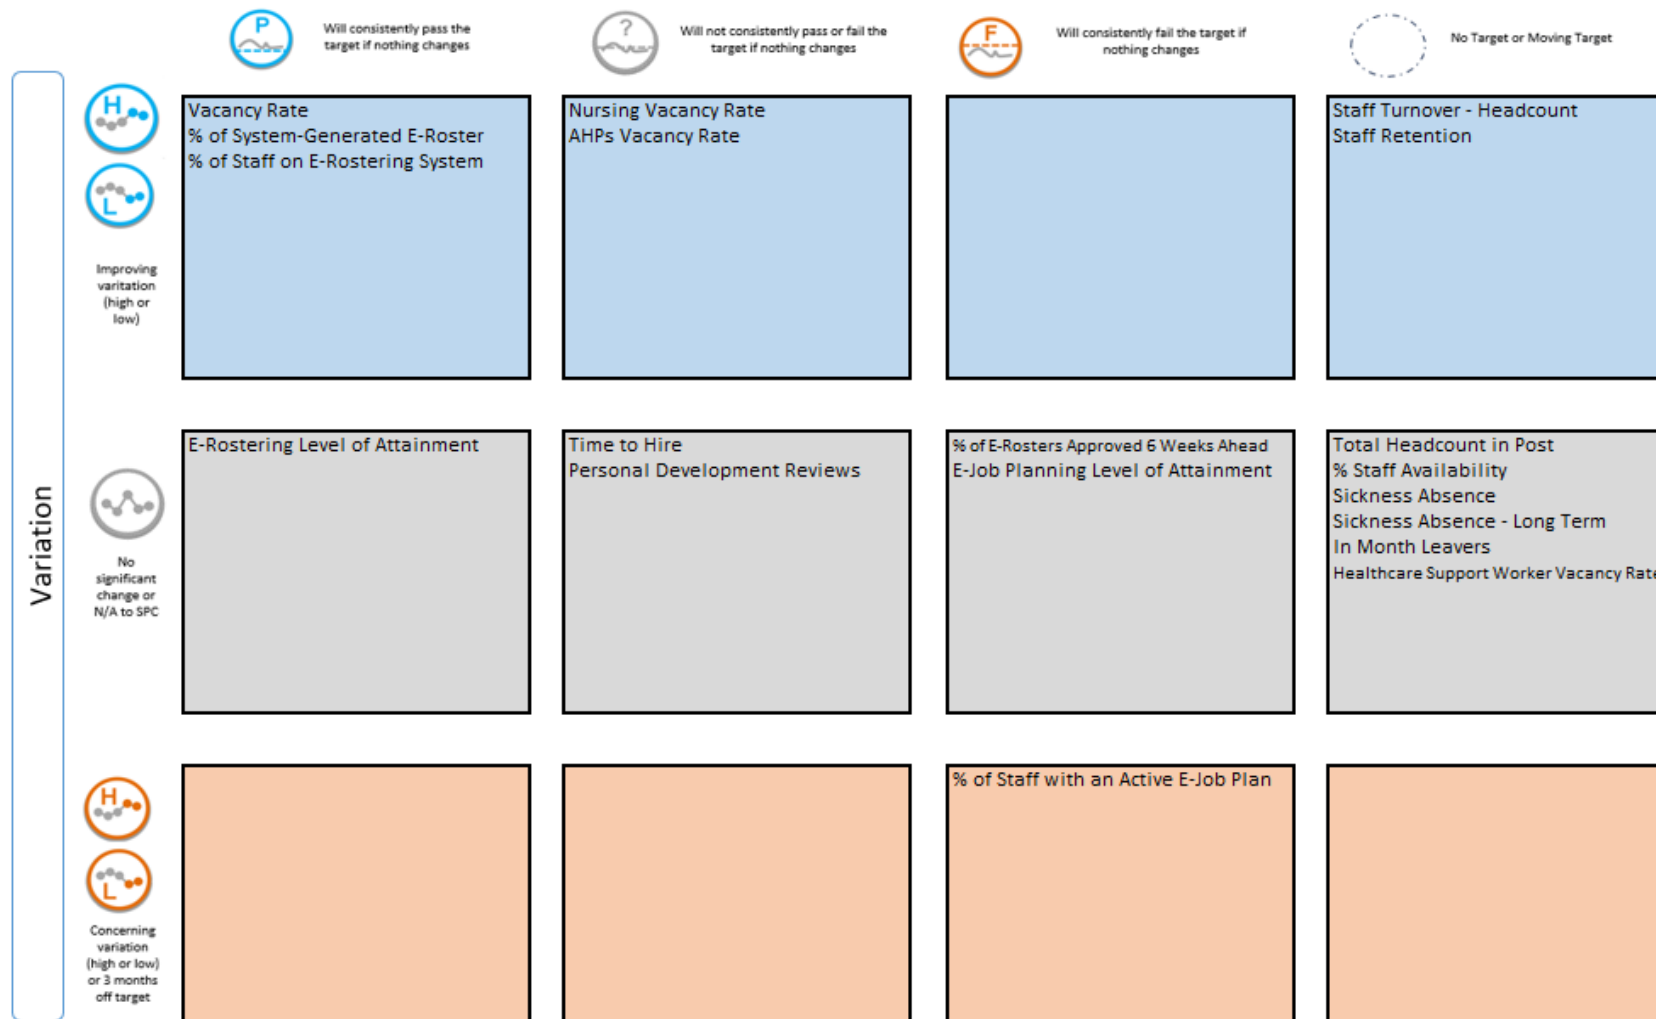 P
Will consistently pass the
target if nothing changes
?
Will not consistently pass or fail the
target if nothing changes
F
Will consistently fail the target if
nothing changes
No Target or Moving Target
Variation
H
L
Improving
varitation
(high or
low)
Vacancy Rate
% of System-Generated E-Roster
% of Staff on E-Rostering System
Nursing Vacancy Rate
AHPs Vacancy Rate
Staff Turnover - Headcount
Staff Retention
No
significant
change or
N/A to SPC
E-Rostering Level of Attainment
Time to Hire
Personal Development Reviews
% of E-Rosters Approved 6 Weeks Ahead
E-Job Planning Level of Attainment
Total Headcount in Post
% Staff Availability
Sickness Absence
Sickness Absence - Long Term
In Month Leavers
Healthcare Support Worker Vacancy Rate
H
L
Concerning
variation
(high or low)
or 3 months
off target
% of Staff with an Active E-Job Plan